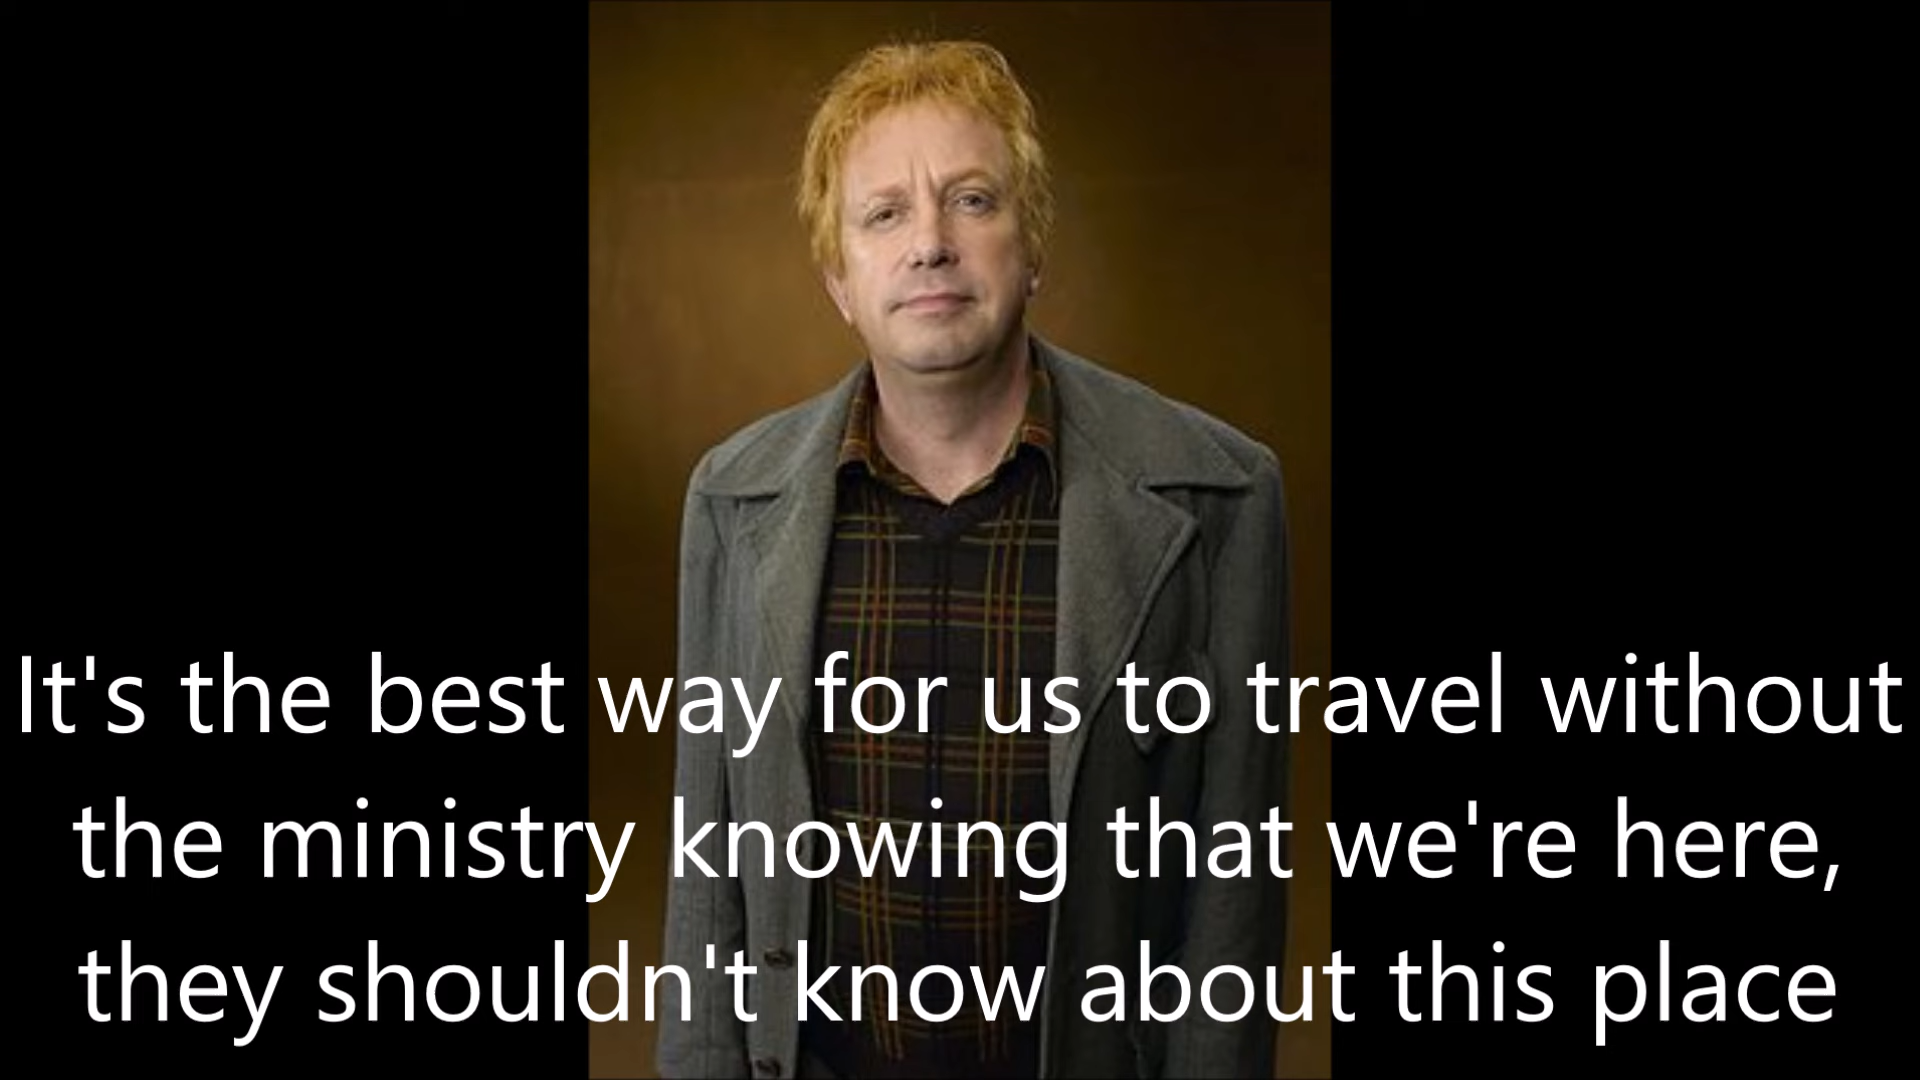 It's the best way for us to travel without
the ministry knowing that we're here,
they shouldn't know about this place